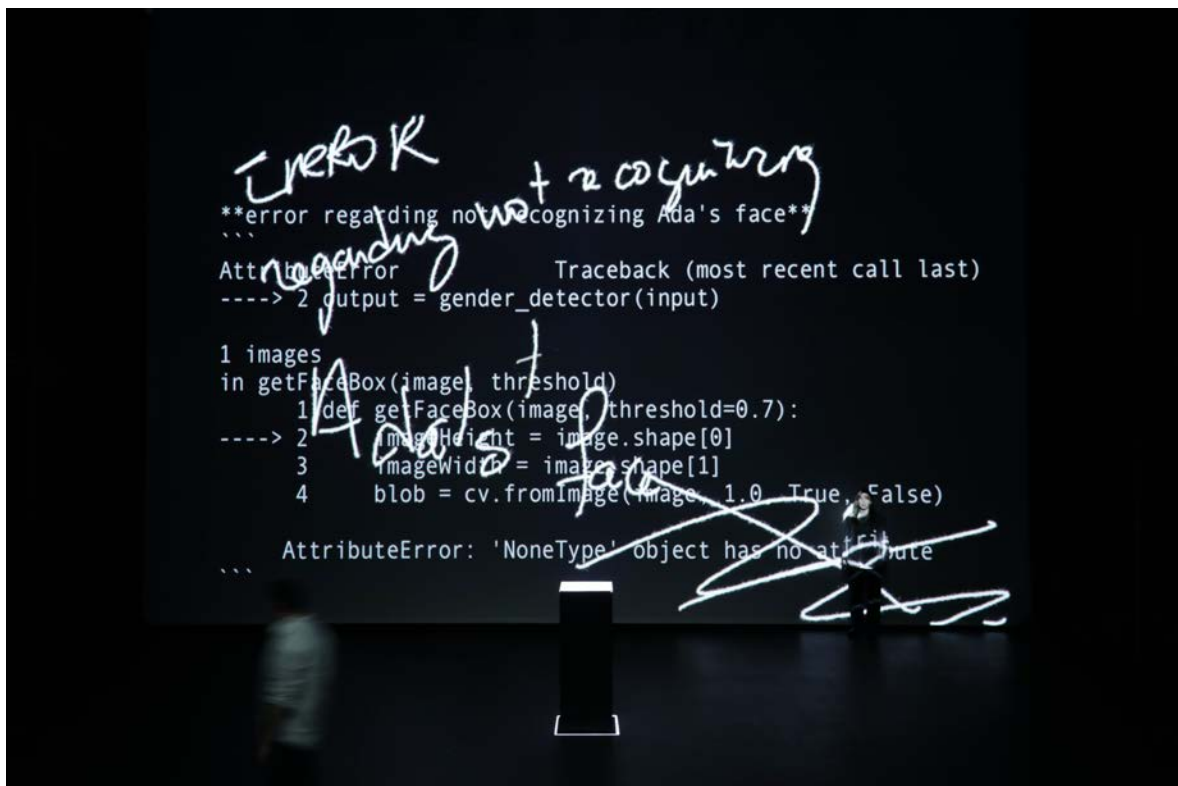 ERROR
regarding not recognizing
Ada's face
**error regarding not recognizing Ada's face**
```
AttributeError Traceback (most recent call last)
----> 2 output = gender_detector(input)
1 images
in getFaceBox(image, threshold)
1 def getFaceBox(image, threshold=0.7):
----> 2 imageHeight = image.shape[0]
3 imageWidth = image.shape[1]
4 blob = cv.fromImage(image, 1.0, True, False)
AttributeError: 'NoneType' object has no attribute
```